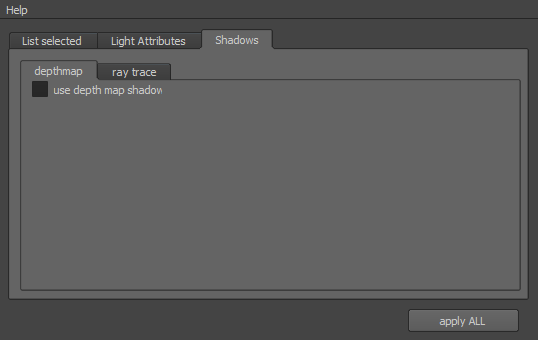 Help
List selected Light Attributes Shadows
depthmap ray trace
use depth map shadow
apply ALL